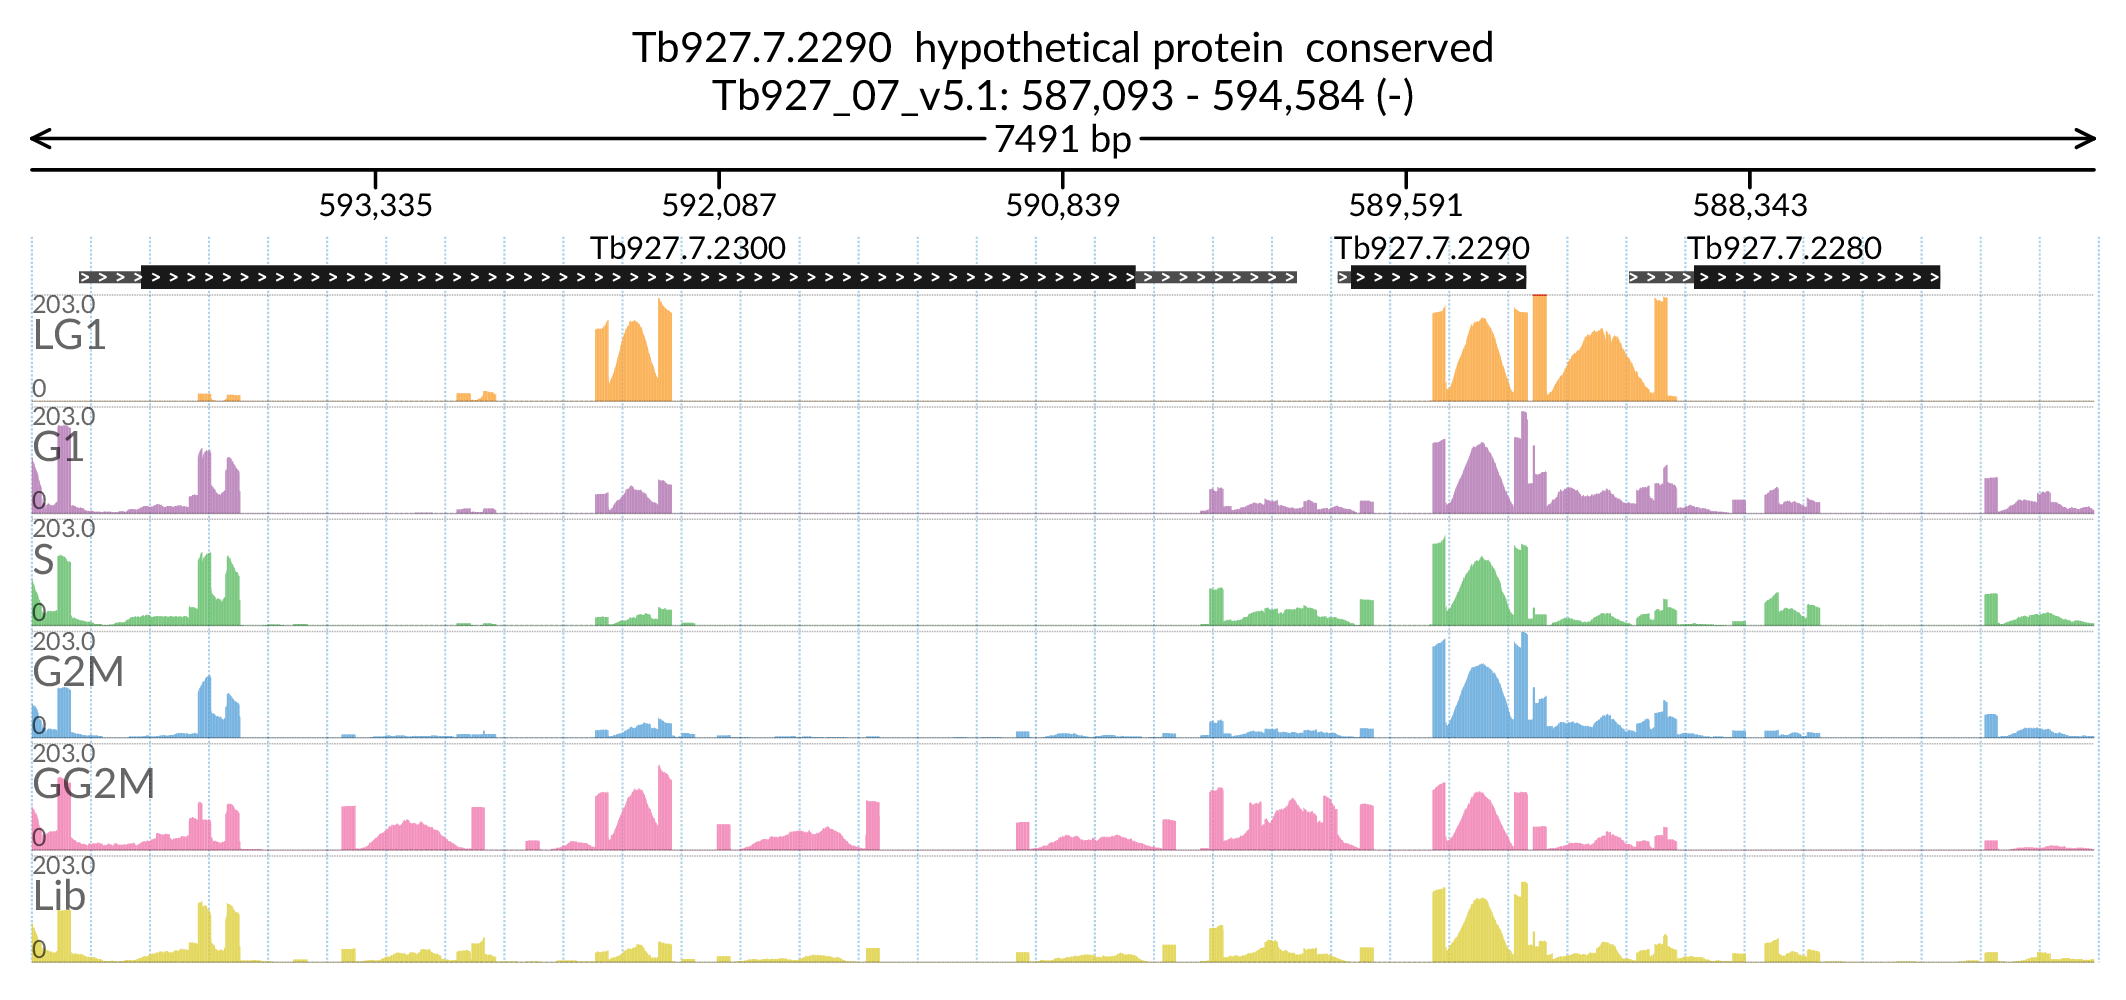 Tb927.7.2290  hypothetical protein  conserved
Tb927_07_v5.1: 587,093 - 594,584 (-)
7491 bp
593,335 592,087 590,839 589,591 588,343
Tb927.7.2300 Tb927.7.2290 Tb927.7.2280
203.0
LG1
0
203.0
G1
0
203.0
S
0
203.0
G2M
0
203.0
GG2M
0
203.0
Lib
0